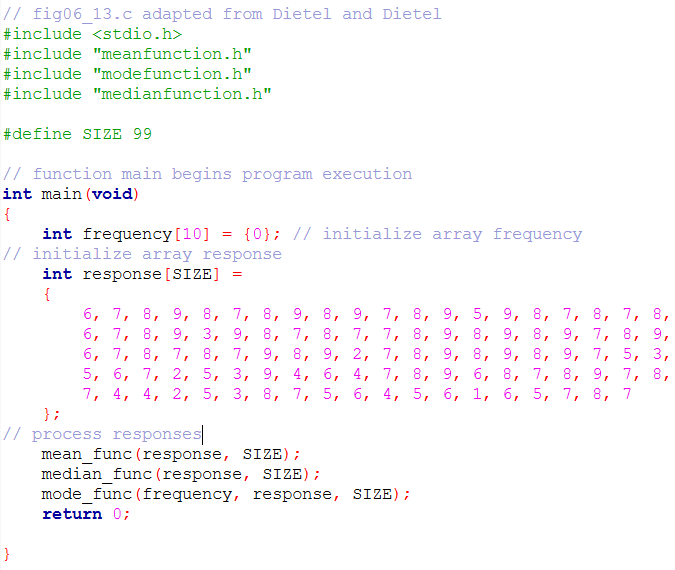 // fig06_13.c adapted from Dietel and Dietel
#include <stdio.h>
#include "meanfunction.h"
#include "modefunction.h"
#include "medianfunction.h"
#define SIZE 99
// function main begins program execution
int main(void)
{
int frequency[10] = {0}; // initialize array frequency
// initialize array response
int response[SIZE] =
{
6, 7, 8, 9, 8, 7, 8, 9, 8, 9, 7, 8, 9, 5, 9, 8, 7, 8, 7, 8,
6, 7, 8, 9, 3, 9, 8, 7, 8, 7, 7, 8, 9, 8, 9, 8, 9, 7, 8, 9,
6, 7, 8, 7, 8, 7, 9, 8, 9, 2, 7, 8, 9, 8, 9, 8, 9, 7, 5, 3,
5, 6, 7, 2, 5, 3, 9, 4, 6, 4, 7, 8, 9, 6, 8, 7, 8, 9, 7, 8,
7, 4, 4, 2, 5, 3, 8, 7, 5, 6, 4, 5, 6, 1, 6, 5, 7, 8, 7
};
// process responses
mean_func(response, SIZE);
median_func(response, SIZE);
mode_func(frequency, response, SIZE);
return 0;
}